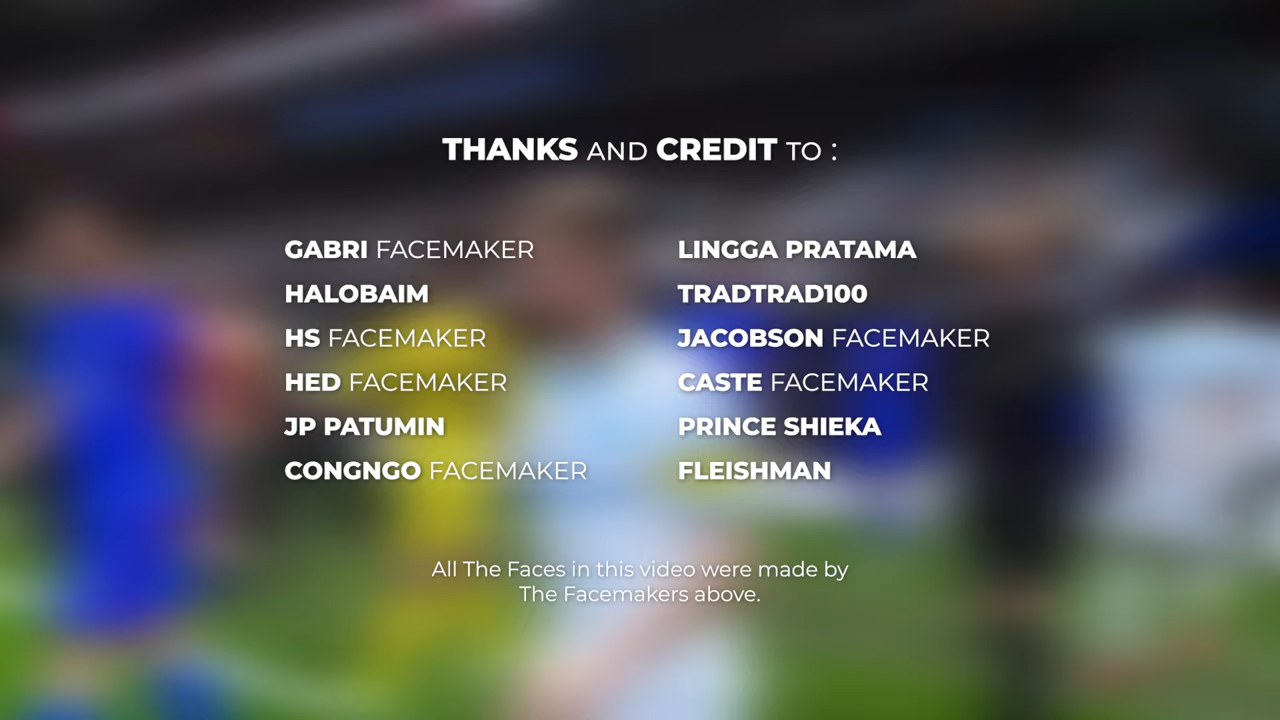 THANKS AND CREDIT TO :
GABRI FACEMAKER
HALOBAIM
HS FACEMAKER
HED FACEMAKER
JP PATUMIN
CONGNGO FACEMAKER
LINGGA PRATAMA
TRADTRAD100
JACOBSON FACEMAKER
CASTE FACEMAKER
PRINCE SHIEKA
FLEISHMAN
All The Faces in this video were made by
The Facemakers above.